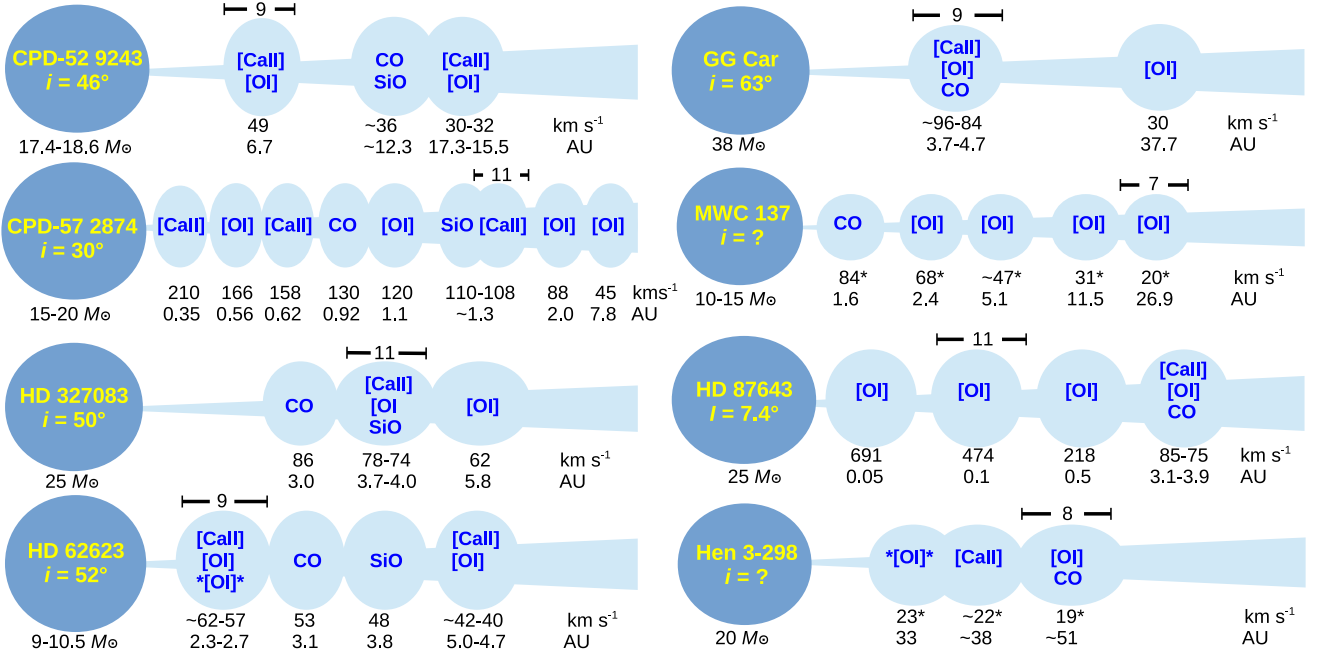 9
CPD-52 9243
i = 46°
[CaII]
[OI]
CO
SiO
[CaII]
[OI]
49 ~36 30-32 km s-1
17.4-18.6 M⊙ 6.7 ~12.3 17.3-15.5 AU
11
CPD-57 2874
i = 30°
[CaII] [OI] [CaII] CO [OI] SiO [CaII] [OI] [OI]
210 166 158 130 120 110-108 88 45 kms-1
15-20 M⊙ 0.35 0.56 0.62 0.92 1.1 ~1.3 2.0 7.8 AU
11
HD 327083
i = 50°
CO
[CaII]
[OI
SiO
[OI]
86 78-74 62 km s-1
25 M⊙ 3.0 3.7-4.0 5.8 AU
9
HD 62623
i = 52°
[CaII]
[OI]
*[OI]*
CO
SiO
[CaII]
[OI]
~62-57 53 48 ~42-40 km s-1
9-10.5 M⊙ 2.3-2.7 3.1 3.8 5.0-4.7 AU
9
GG Car
i = 63°
[CaII]
[OI]
CO
[OI]
~96-84 30 km s-1
38 M⊙ 3.7-4.7 37.7 AU
7
MWC 137
i = ?
CO [OI] [OI] [OI] [OI]
84* 68* ~47* 31* 20* km s-1
10-15 M⊙ 1.6 2.4 5.1 11.5 26.9 AU
11
HD 87643
I = 7.4°
[OI] [OI] [OI]
[CaII]
[OI]
CO
691 474 218 85-75 km s-1
25 M⊙ 0.05 0.1 0.5 3.1-3.9 AU
8
Hen 3-298
i = ?
*[OI]* [CaII]
[OI]
CO
23* ~22* 19* km s-1
20 M⊙ 33 ~38 ~51 AU